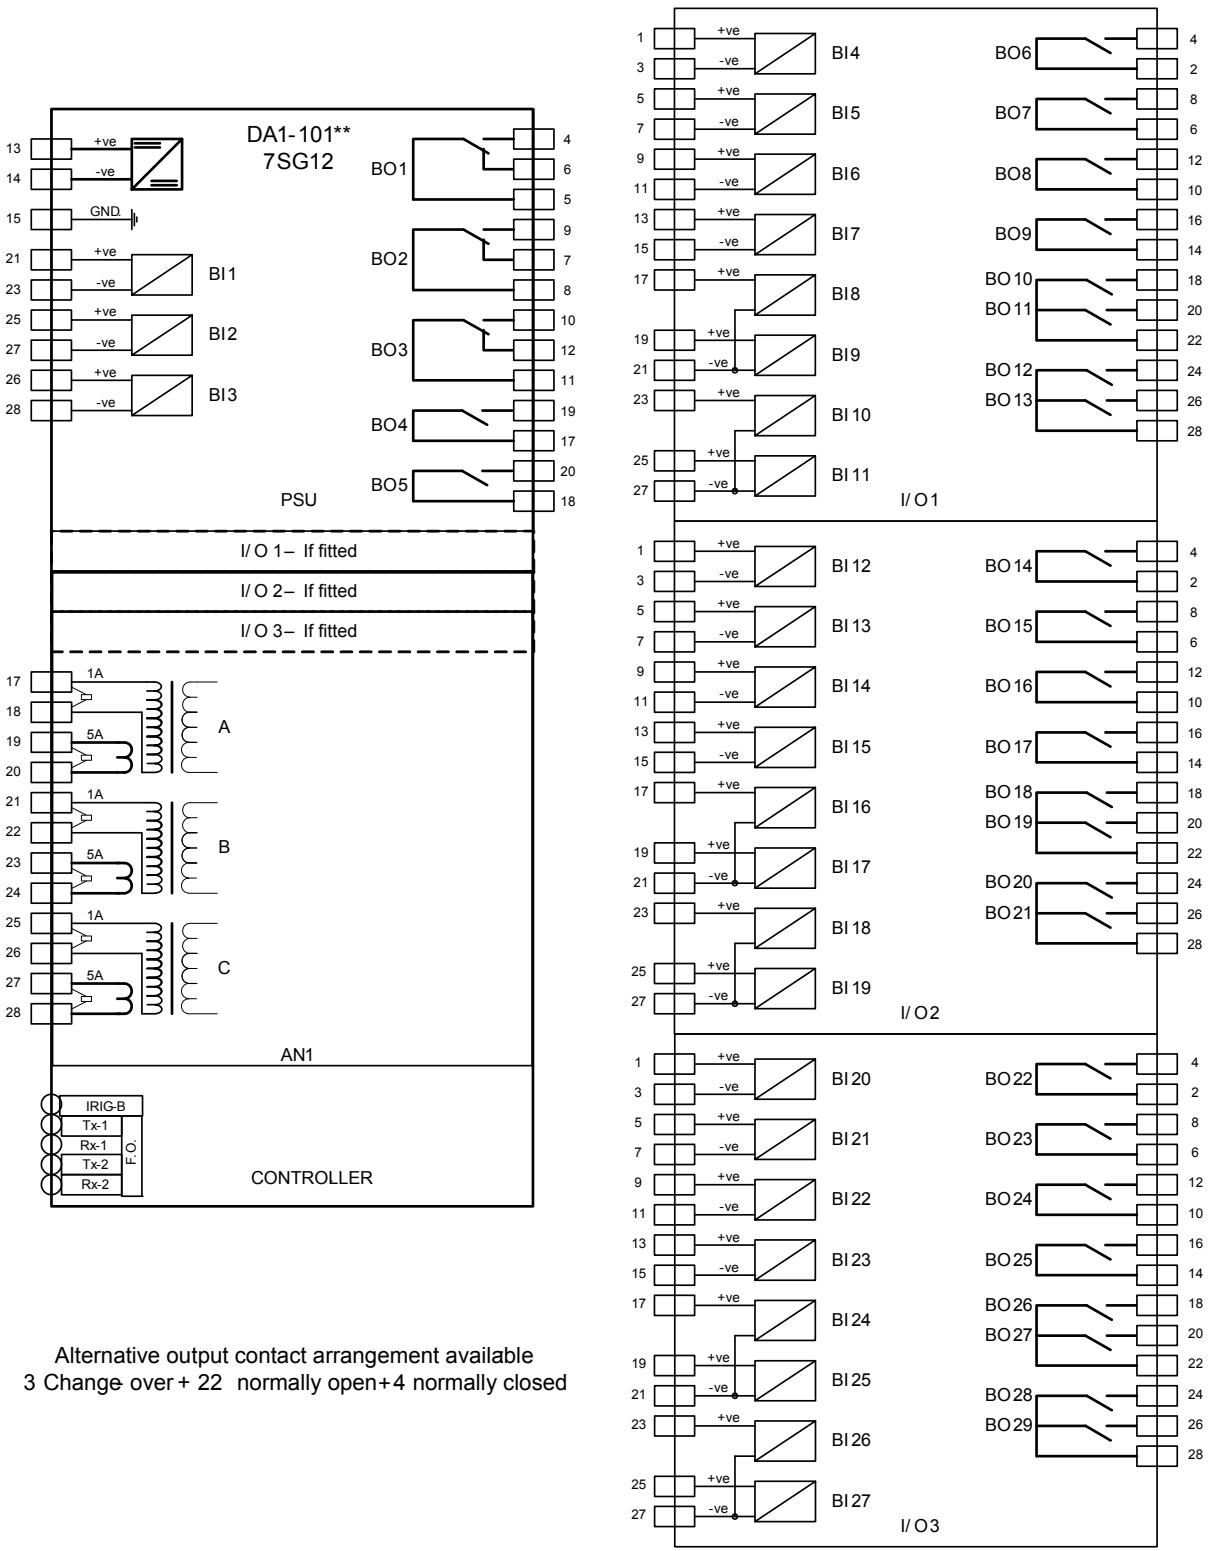 DA1-101**
7SG12
13 +ve
14 -ve
15 GND.
21 +ve
BI1
23 -ve
25 +ve
BI2
27 -ve
26 +ve
BI3
28 -ve
BO1
4
6
5
BO2
9
7
8
BO3
10
12
11
BO4
19
17
BO5
20
18
PSU
I/O 1– If fitted
I/O 2– If fitted
I/O 3– If fitted
17 1A
18
A
19 5A
20
21 1A
22
B
23 5A
24
25 1A
26
C
27 5A
28
AN1
IRIG-B
Tx-1
Rx-1
Tx-2
Rx-2
F.O.
CONTROLLER
Alternative output contact arrangement available
3 Change- over + 22 normally open+4 normally closed
1 +ve
BI4
3 -ve
5 +ve
BI5
7 -ve
9 +ve
BI6
11 -ve
13 +ve
BI7
15 -ve
17 +ve
BI8
19 +ve
BI9
21 -ve
23 +ve
BI10
25 +ve
BI11
27 -ve
BO6
4
2
BO7
8
6
BO8
12
10
BO9
16
14
BO10
18
BO11
20
22
BO12
24
BO13
26
28
I/O1
1 +ve
BI12
3 -ve
5 +ve
BI13
7 -ve
9 +ve
BI14
11 -ve
13 +ve
BI15
15 -ve
17 +ve
BI16
19 +ve
BI17
21 -ve
23 +ve
BI18
25 +ve
BI19
27 -ve
BO14
4
2
BO15
8
6
BO16
12
10
BO17
16
14
BO18
18
BO19
20
22
BO20
24
BO21
26
28
I/O2
1 +ve
BI20
3 -ve
5 +ve
BI21
7 -ve
9 +ve
BI22
11 -ve
13 +ve
BI23
15 -ve
17 +ve
BI24
19 +ve
BI25
21 -ve
23 +ve
BI26
25 +ve
BI27
27 -ve
BO22
4
2
BO23
8
6
BO24
12
10
BO25
16
14
BO26
18
BO27
20
22
BO28
24
BO29
26
28
I/O3